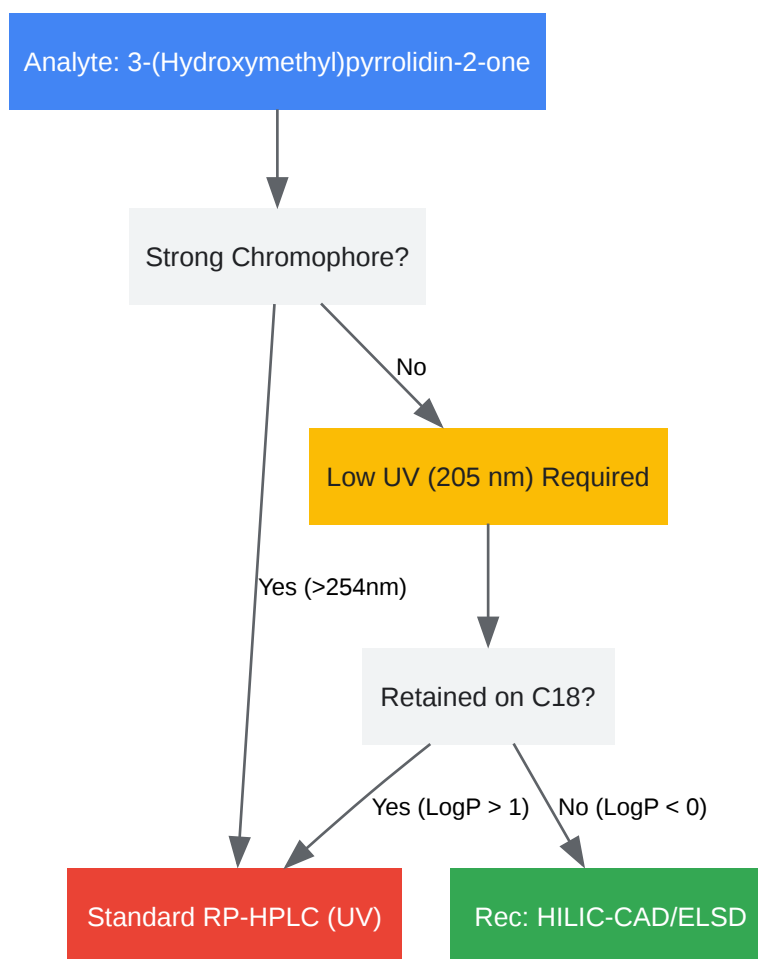 Analyte: 3-(Hydroxymethyl)pyrrolidin-2-one
Strong Chromophore?
No
Low UV (205 nm) Required
Yes (>254nm)
Retained on C18?
Yes (LogP > 1)
No (LogP < 0)
Standard RP-HPLC (UV)
Rec: HILIC-CAD/ELSD